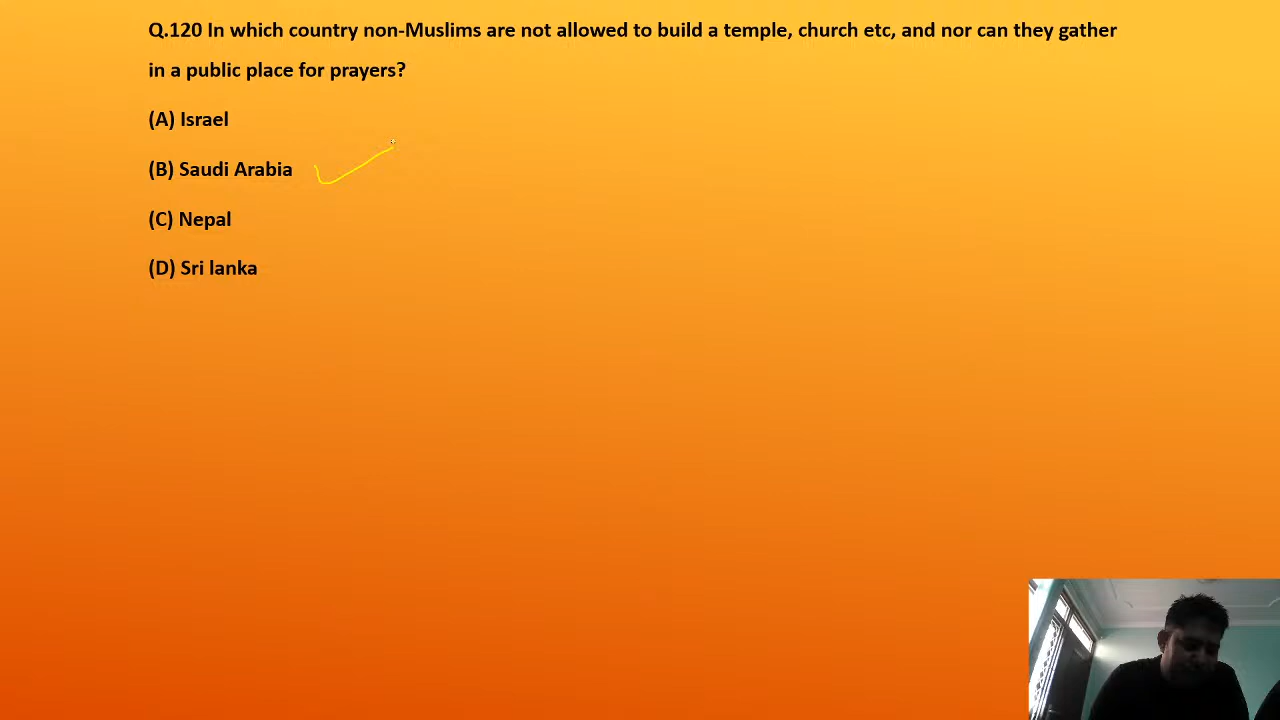 Q.120 In which country non-Muslims are not allowed to build a temple, church etc, and nor can they gather
in a public place for prayers?
(A) Israel
(B) Saudi Arabia
(C) Nepal
(D) Sri lanka